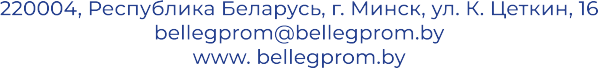 220004, Республика Беларусь, г. Минск, ул. К. Цеткин, 16
bellegprom@bellegprom.by
www. bellegprom.by